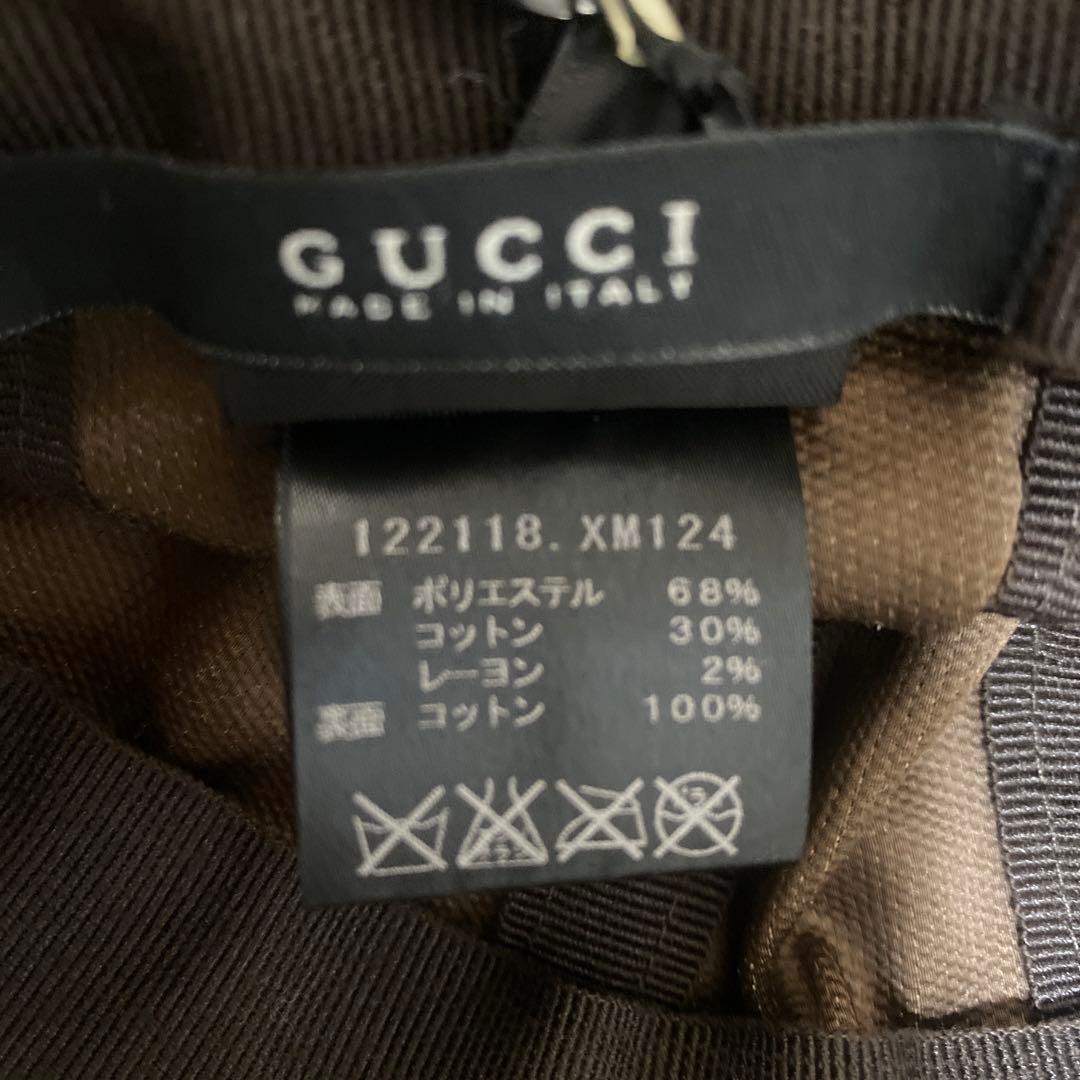 GUCCI
MADE IN ITALY
122118.XM124
表面 ポリエステル 68%
コットン 30%
レーヨン 2%
裏面 コットン 100%